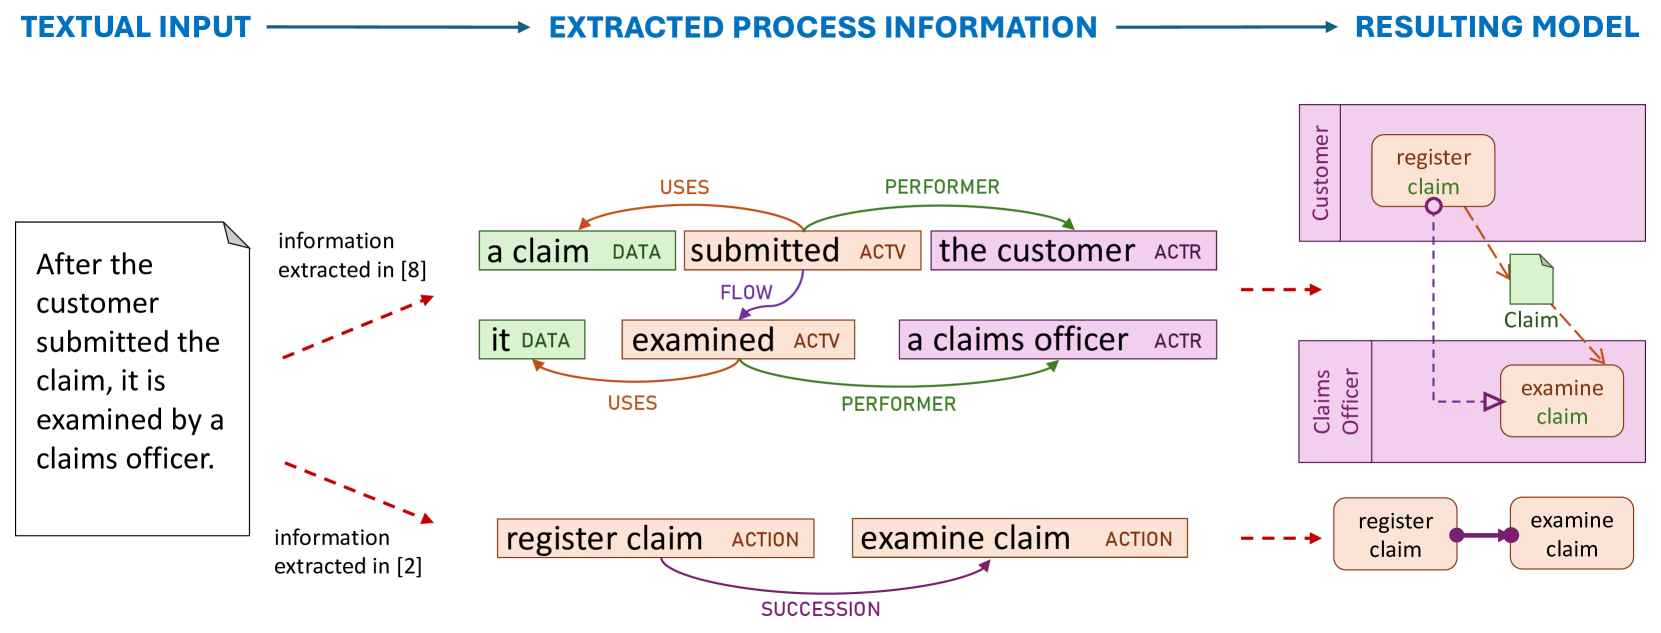 TEXTUAL INPUT
EXTRACTED PROCESS INFORMATION
RESULTING MODEL
After the
customer
submitted the
claim, it is
examined by a
claims officer.
information
extracted in [8]
information
extracted in [2]
USES
PERFORMER
a claim DATA
submitted ACTV
the customer ACTR
FLOW
it DATA
examined ACTV
a claims officer ACTR
USES
PERFORMER
register claim ACTION
examine claim ACTION
SUCCESSION
Customer
register
claim
Claim
Claims
Officer
examine
claim
register
claim
examine
claim